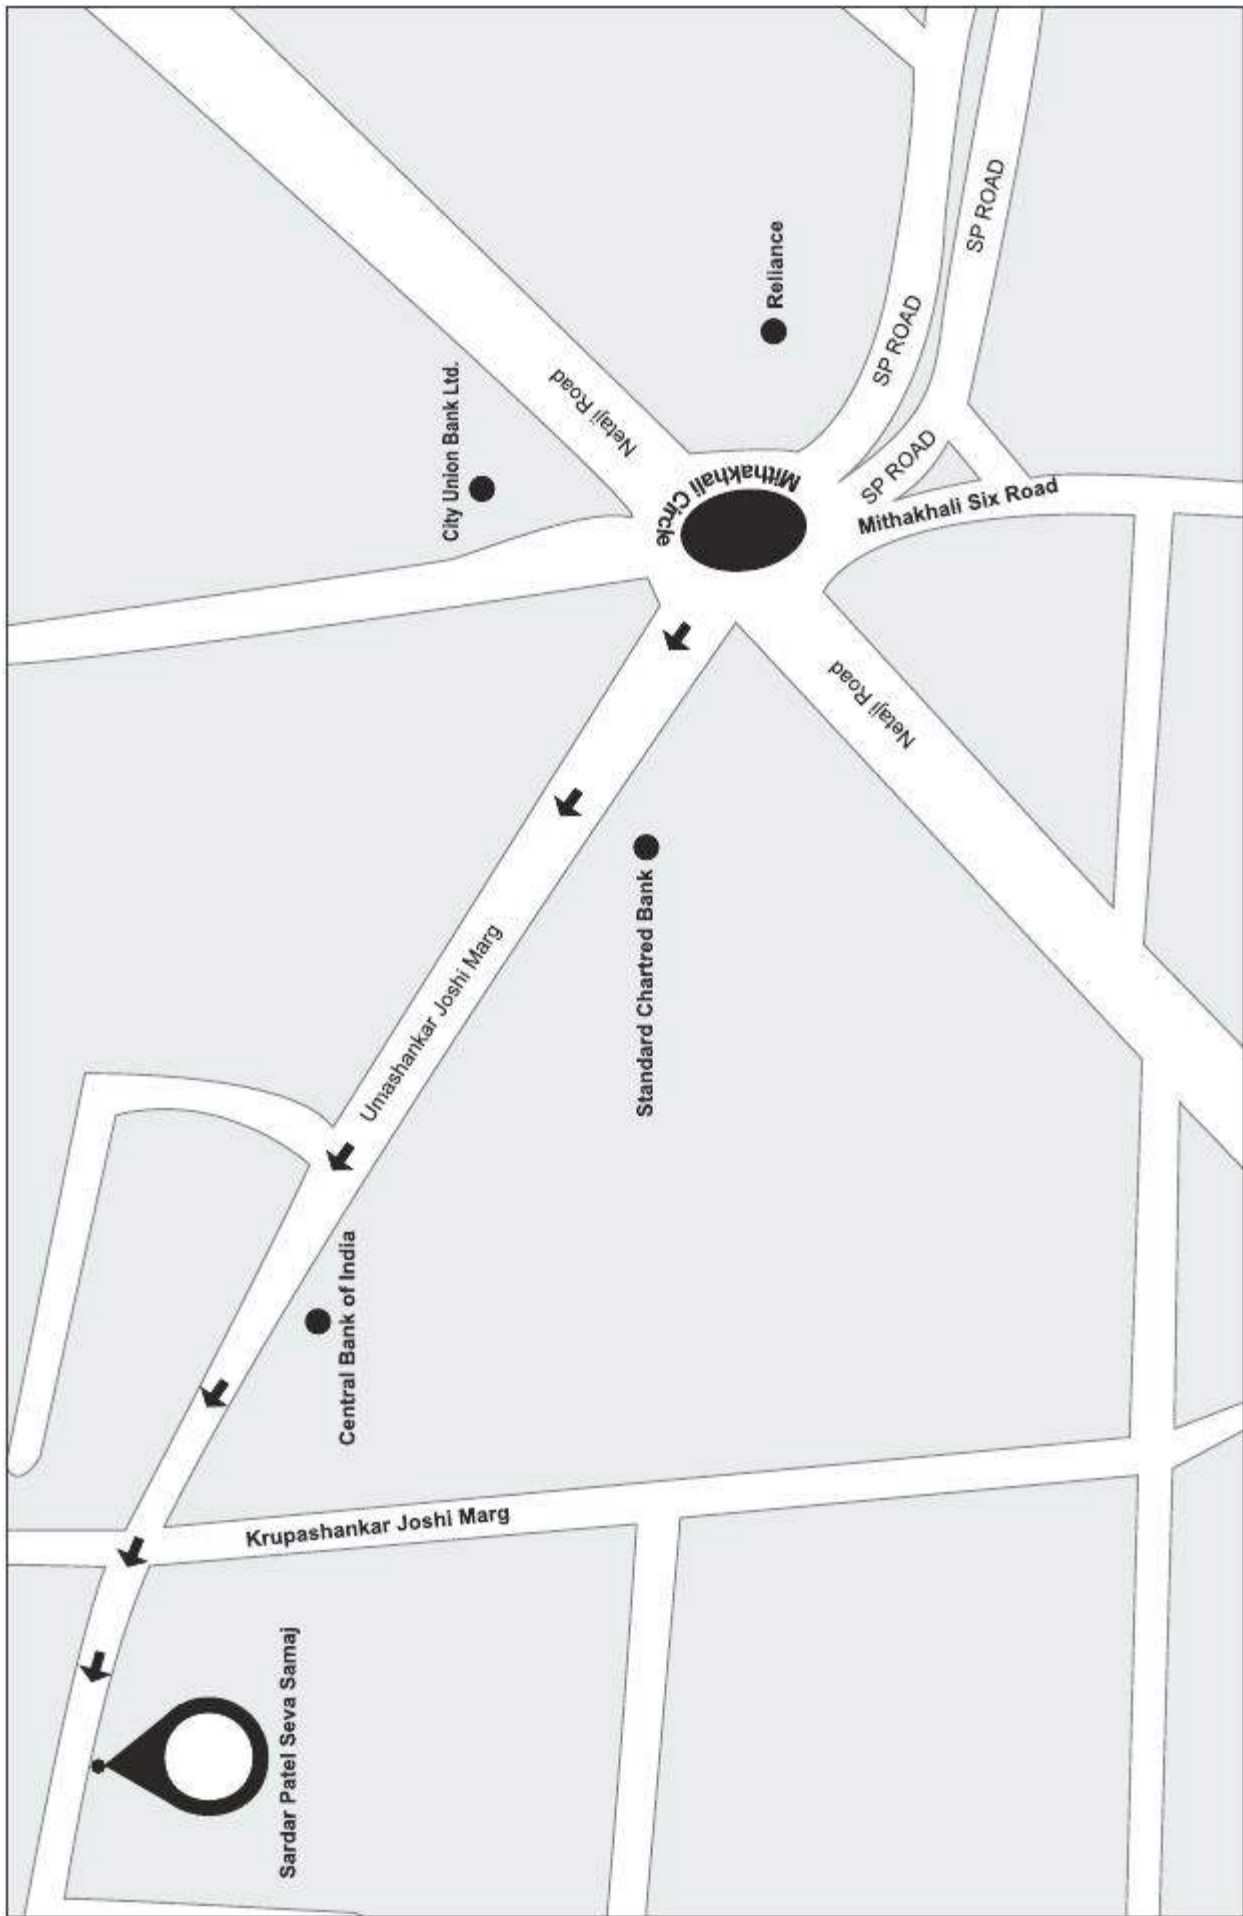 SP ROAD
Reliance
SP ROAD
City Union Bank Ltd.
Netaji Road
SP ROAD
Mithakhali Circle
Mithakhali Six Road
Netaji Road
Standard Chartred Bank
Umashankar Joshi Marg
Central Bank of India
Krupashankar Joshi Marg
Sardar Patel Seva Samaj